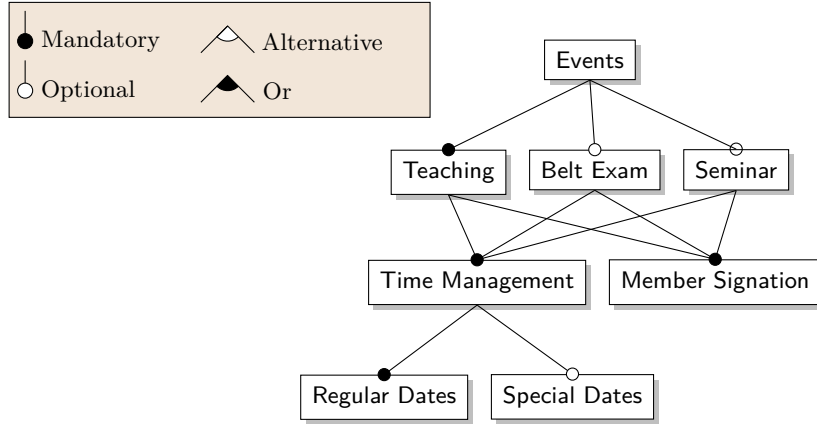 Mandatory Alternative
Optional Or
Events
Teaching Belt Exam Seminar
Time Management Member Signation
Regular Dates Special Dates